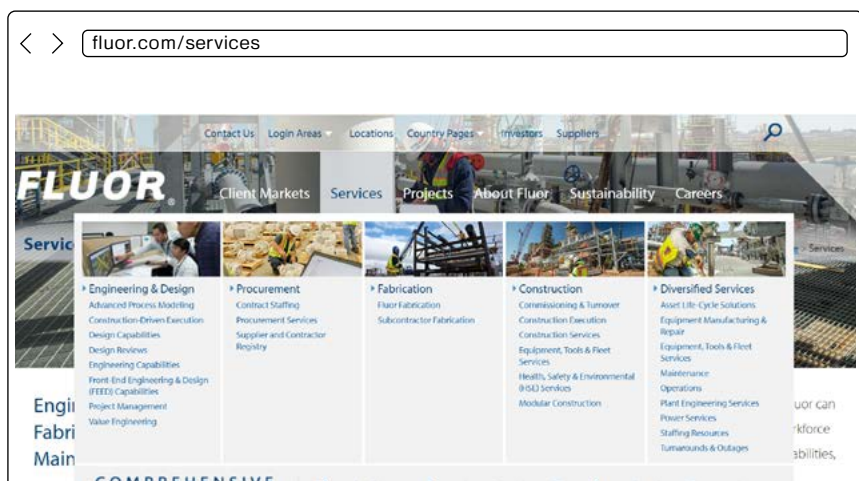 fluor.com/services
Contact Us Login Areas Locations Country Pages Investors Suppliers
FLUOR®
Client Markets Services Projects About Fluor Sustainability Careers
Servic
> Services
Engineering & Design
Advanced Process Modeling
Construction-Driven Execution
Design Capabilities
Design Reviews
Engineering Capabilities
Front-End Engineering & Design
(FEED) Capabilities
Project Management
Value Engineering
Procurement
Contract Staffing
Procurement Services
Supplier and Contractor
Registry
Fabrication
Fluor Fabrication
Subcontractor Fabrication
Construction
Commissioning & Turnover
Construction Execution
Construction Services
Equipment, Tools & Fleet
Services
Health, Safety & Environmental
(HSE) Services
Modular Construction
Diversified Services
Asset Life-Cycle Solutions
Equipment Manufacturing &
Repair
Equipment, Tools & Fleet
Services
Maintenance
Operations
Plant Engineering Services
Power Services
Staffing Resources
Turnarounds & Outages
Engi
Fabri
Main
uor can
rkforce
abilities,
COMPREHENSIVE